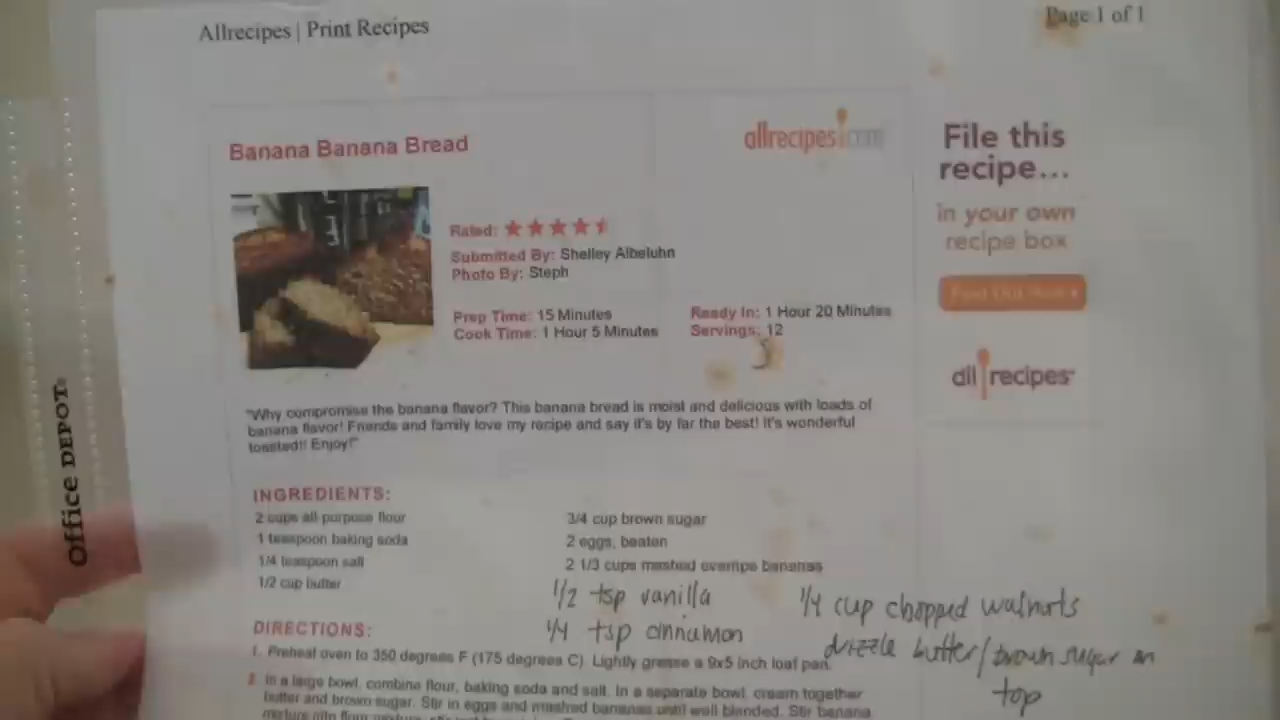 Allrecipes | Print Recipes
Page 1 of 1
Banana Banana Bread
allrecipes.com
File this
recipe...
in your own
recipe box
Rated:
Submitted By: Shelley Albeluhn
Photo By: Steph
Prep Time: 15 Minutes
Cook Time: 1 Hour 5 Minutes
Ready In: 1 Hour 20 Minutes
Servings: 12
allrecipes
Office DEPOT
"Why compromise the banana flavor? This banana bread is moist and delicious with loads of
banana flavor! Friends and family love my recipe and say it's by far the best! It's wonderful
toasted!! Enjoy!"
INGREDIENTS:
2 cups all-purpose flour
1 teaspoon baking soda
1/4 teaspoon salt
1/2 cup butter
3/4 cup brown sugar
2 eggs, beaten
2 1/3 cups mashed overripe bananas
1/2 tsp vanilla
1/4 tsp cinnamon
1/4 cup chopped walnuts
drizzle butter/brown sugar on
top
DIRECTIONS:
1. Preheat oven to 350 degrees F (175 degrees C). Lightly grease a 9x5 inch loaf pan.
2. In a large bowl, combine flour, baking soda and salt. In a separate bowl, cream together
butter and brown sugar. Stir in eggs and mashed bananas until well blended. Stir banana
mixture into flour mixture